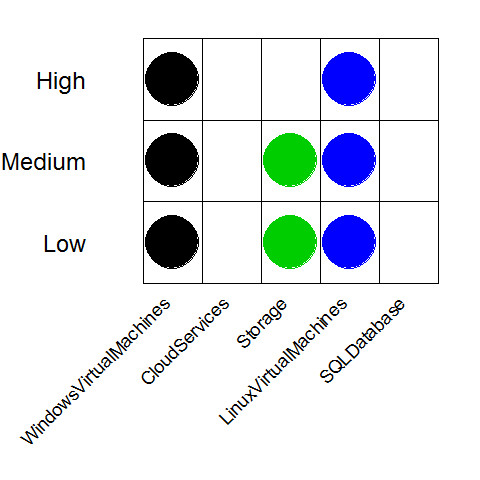 High
Medium
Low
WindowsVirtualMachines
CloudServices
Storage
LinuxVirtualMachines
SQLDatabase